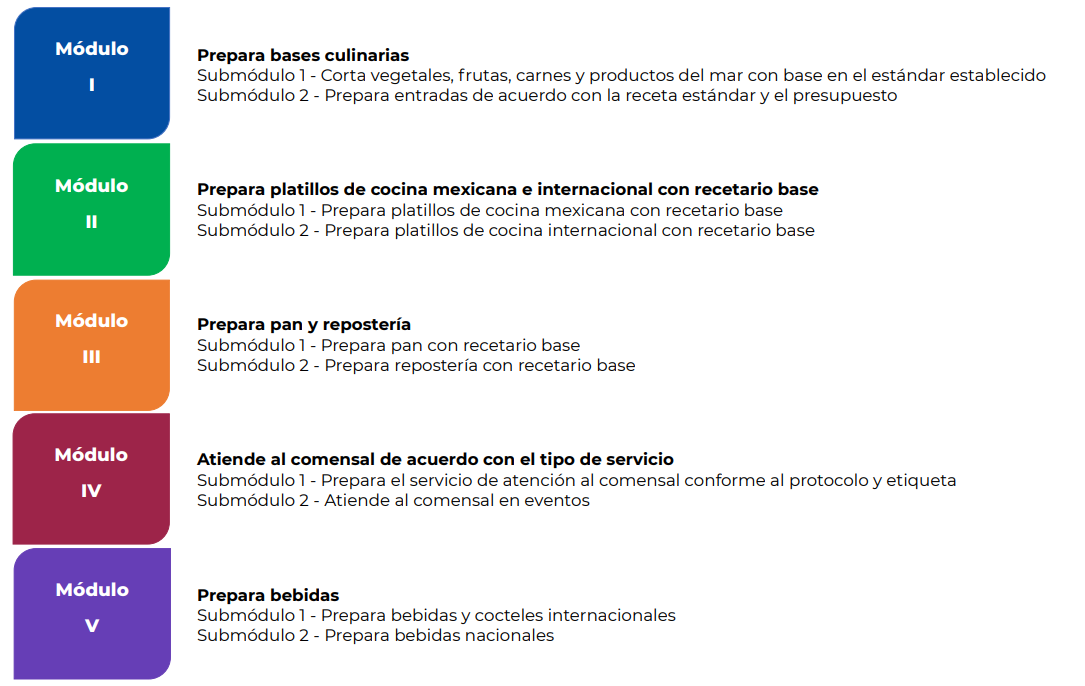 Módulo
I
Prepara bases culinarias
Submódulo 1 - Corta vegetales, frutas, carnes y productos del mar con base en el estándar establecido
Submódulo 2 - Prepara entradas de acuerdo con la receta estándar y el presupuesto
Módulo
II
Prepara platillos de cocina mexicana e internacional con recetario base
Submódulo 1 - Prepara platillos de cocina mexicana con recetario base
Submódulo 2 - Prepara platillos de cocina internacional con recetario base
Módulo
III
Prepara pan y repostería
Submódulo 1 - Prepara pan con recetario base
Submódulo 2 - Prepara repostería con recetario base
Módulo
IV
Atiende al comensal de acuerdo con el tipo de servicio
Submódulo 1 - Prepara el servicio de atención al comensal conforme al protocolo y etiqueta
Submódulo 2 - Atiende al comensal en eventos
Módulo
V
Prepara bebidas
Submódulo 1 - Prepara bebidas y cocteles internacionales
Submódulo 2 - Prepara bebidas nacionales